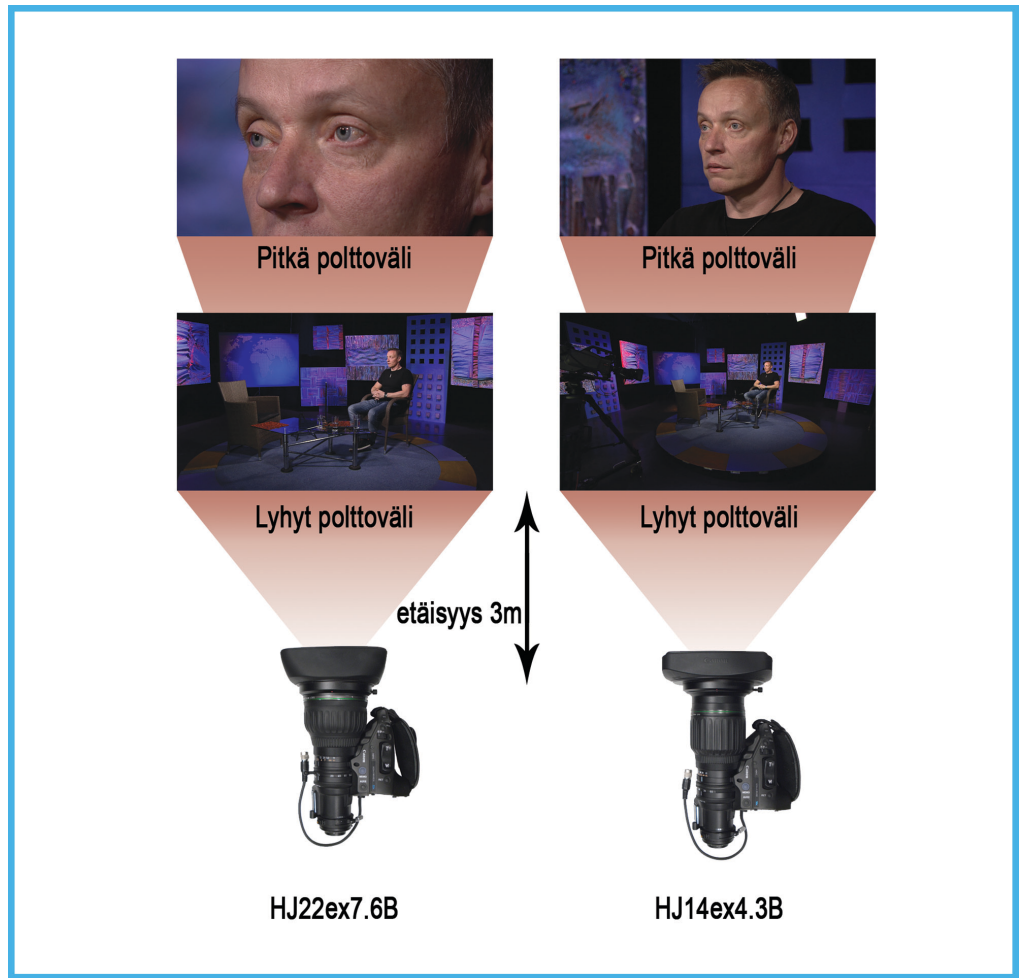 Pitkä polttoväli
Pitkä polttoväli
Lyhyt polttoväli
Lyhyt polttoväli
etäisyys 3m
HJ22ex7.6B
HJ14ex4.3B